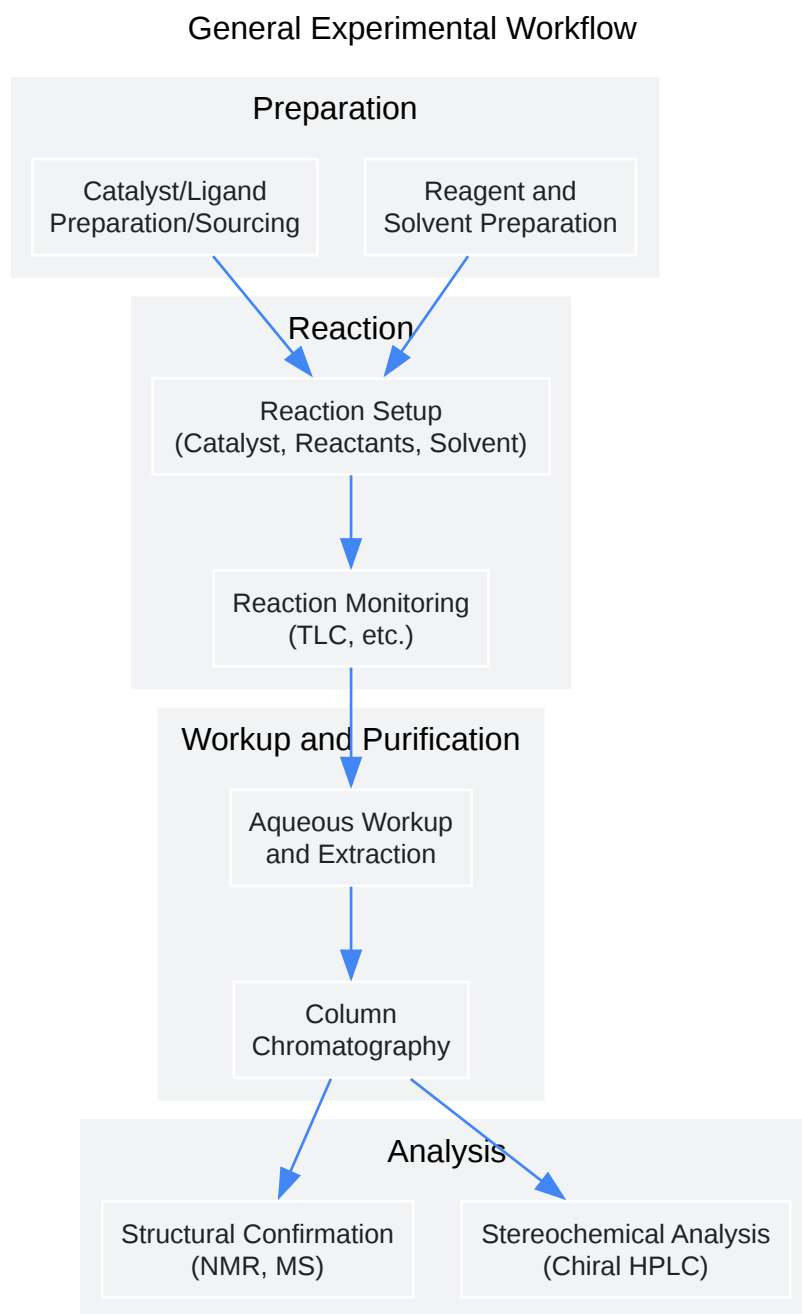 General Experimental Workflow
Preparation
Catalyst/Ligand
Preparation/Sourcing
Reagent and
Solvent Preparation
Reaction
Reaction Setup
(Catalyst, Reactants, Solvent)
Reaction Monitoring
(TLC, etc.)
Workup and Purification
Aqueous Workup
and Extraction
Column
Chromatography
Analysis
Structural Confirmation
(NMR, MS)
Stereochemical Analysis
(Chiral HPLC)